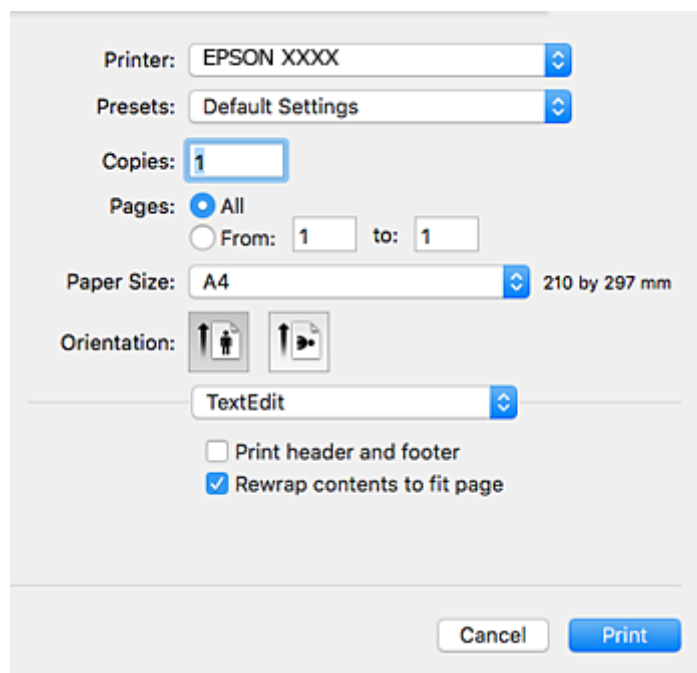 Printer: EPSON XXXX
Presets: Default Settings
Copies: 1
Pages: All
From: 1 to: 1
Paper Size: A4 210 by 297 mm
Orientation:
TextEdit
Print header and footer
Rewrap contents to fit page
Cancel Print